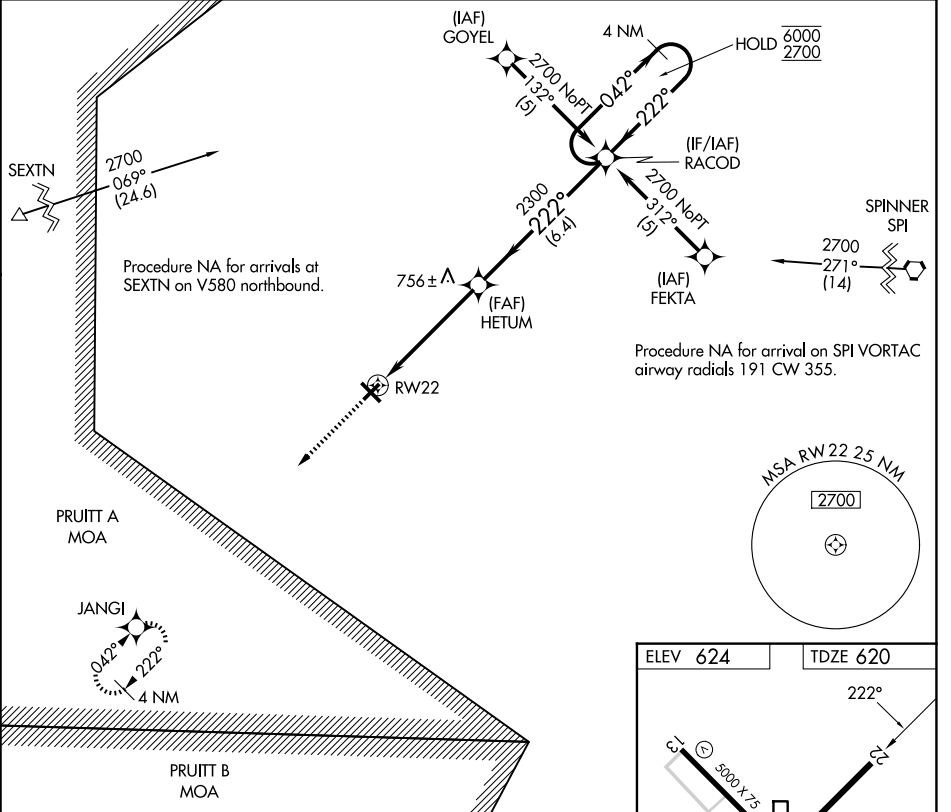 (IAF)
GOYEL
4 NM
HOLD 6000
2700
2700 NoPT
132°
(5)
042°
222°
(IF/IAF)
RACOD
SEXTN
2700
069°
(24.6)
2300
222°
(6.4)
2700 NoPT
312°
(5)
SPINNER
SPI
2700
271°
(14)
Procedure NA for arrivals at
SEXTN on V580 northbound.
756±
(FAF)
HETUM
(IAF)
FEKTA
Procedure NA for arrival on SPI VORTAC
airway radials 191 CW 355.
RW22
MSA RW 22 25 NM
2700
PRUITT A
MOA
JANGI
042°
222°
4 NM
ELEV 624
TDZE 620
222°
13
V
5000 X 75
22
PRUITT B
MOA